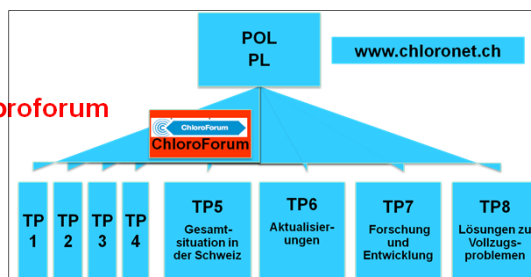 POL
PL
www.chloronet.ch
roforum
ChloroForum
ChloroForum
TP
1
TP
2
TP
3
TP
4
TP5
Gesamt-
situation in
der Schweiz
TP6
Aktualisier-
ungen
TP7
Forschung
und
Entwicklung
TP8
Lösungen zu
Vollzugs-
problemen